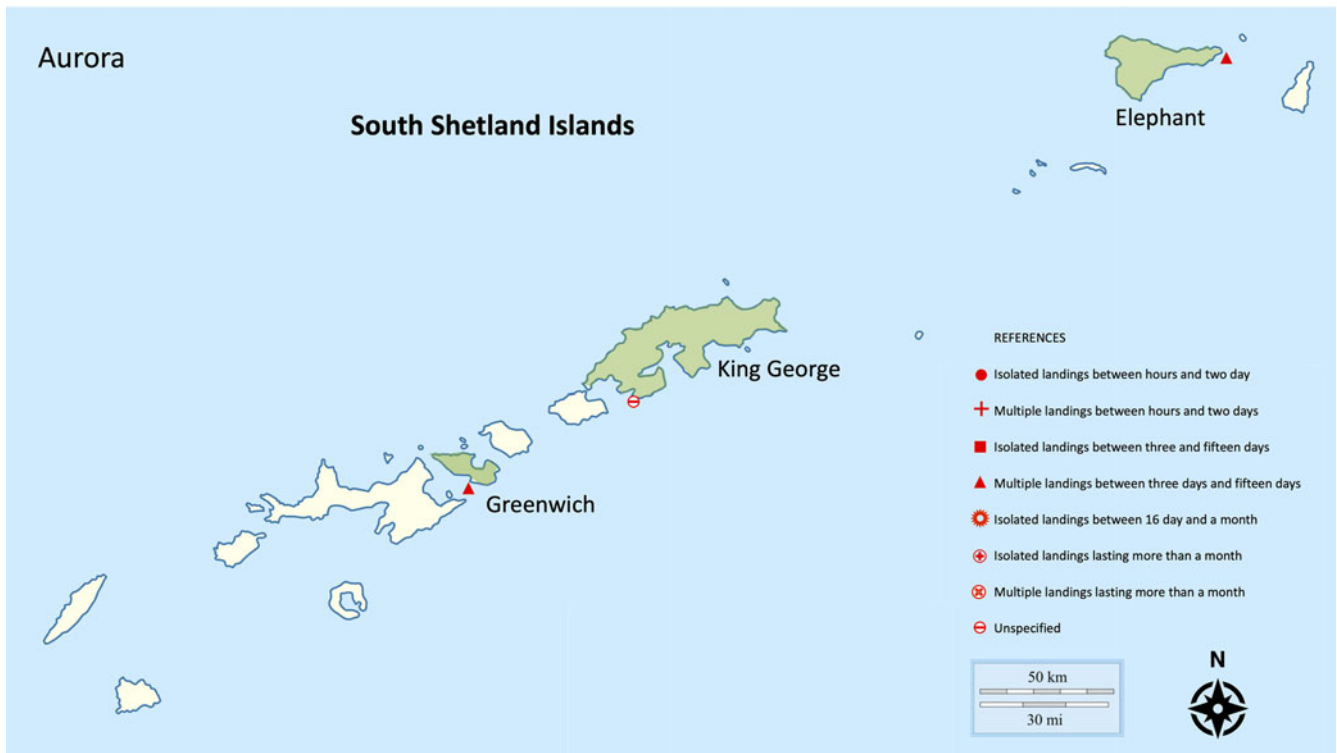 Aurora
South Shetland Islands
Elephant
King George
Greenwich
REFERENCES
Isolated landings between hours and two day
Multiple landings between hours and two days
Isolated landings between three and fifteen days
Multiple landings between three days and fifteen days
Isolated landings between 16 day and a month
Isolated landings lasting more than a month
Multiple landings lasting more than a month
Unspecified
50 km
30 mi
N